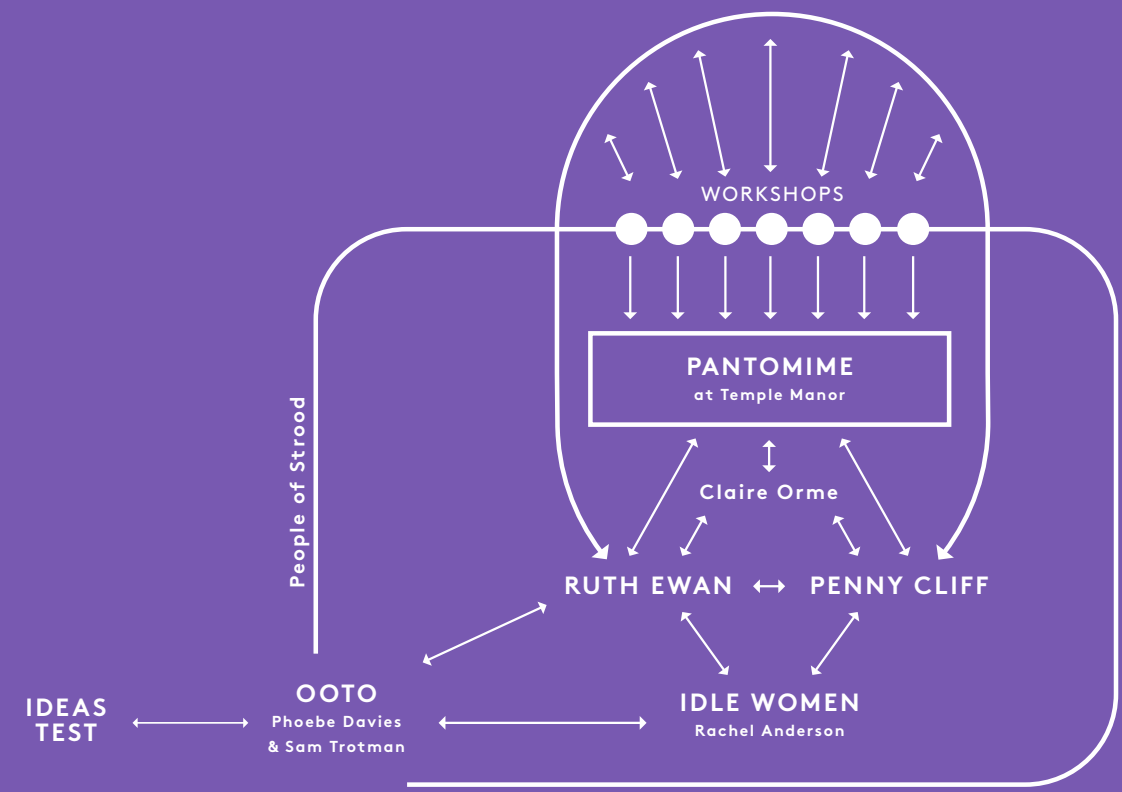 WORKSHOPS
PANTOMIME
at Temple Manor
People of Strood
Claire Orme
RUTH EWAN
PENNY CLIFF
OOTO
Phoebe Davies
& Sam Trotman
IDEAS
TEST
IDLE WOMEN
Rachel Anderson